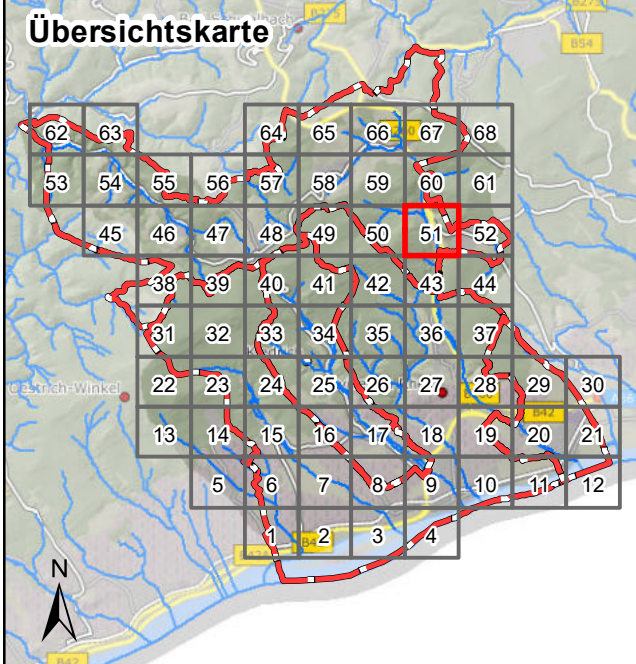 Übersichtskarte
B275
B54
62 63 64 65 66 67 68
53 54 55 56 57 58 59 60 61
45 46 47 48 49 50 51 52
38 39 40 41 42 43 44
31 32 33 34 35 36 37
Oestrich-Winkel
22 23 24 25 26 27 28 29 30
B42
13 14 15 16 17 18 19 20 21
5 6 7 8 9 10 11 12
1 2 3 4
N
B42